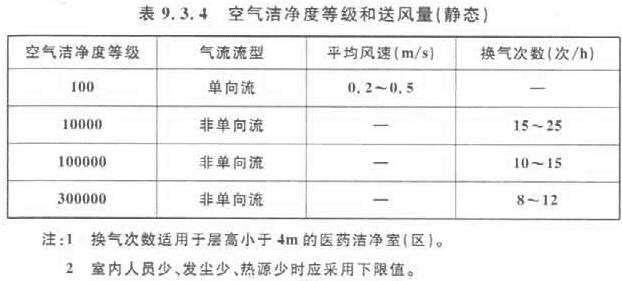 表 9.3.4 空气洁净度等级和送风量(静态)
空气洁净度等级 气流流型 平均风速(m/s) 换气次数(次/h)
100 单向流 0.2～0.5 —
10000 非单向流 — 15～25
100000 非单向流 — 10～15
300000 非单向流 — 8～12
注:1 换气次数适用于层高小于 4m 的医药洁净室(区)。
2 室内人员少、发尘少、热源少时应采用下限值。